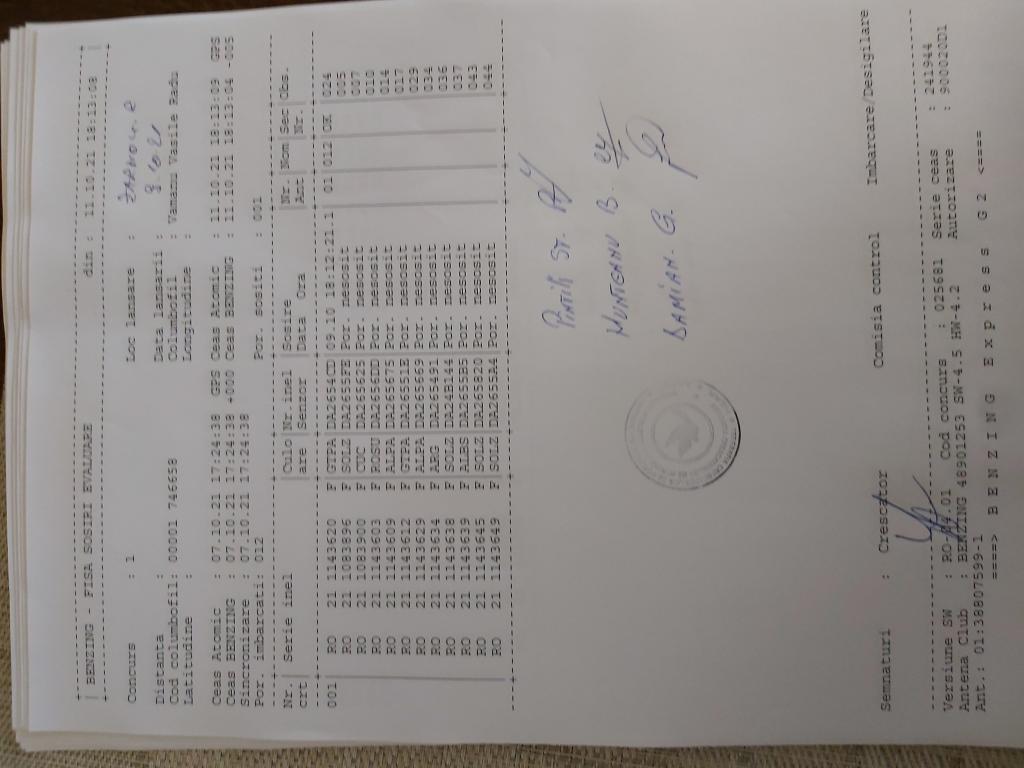 BENZING - FISA SOSIRI EVALUARE din : 11.10.21 18:13:08
Concurs : 1 Loc lansare :
Distanta : Data lansarii :
Cod columbofil: 00001 746658 Columbofil : Vamanu Vasile Radu
Latitudine : Longitudine :
Ceas Atomic : 07.10.21 17:24:38 GPS Ceas Atomic : 11.10.21 18:13:09 GPS
Ceas BENZING : 07.10.21 17:24:38 +000 Ceas BENZING : 11.10.21 18:13:04 -005
Sincronizare : 07.10.21 17:24:38
Por. imbarcati: 012 Por. sositi : 001
Nr. | Serie inel |Culo |Nr.inel |Sosire |Nr. |Nom |Sec |Obs.
crt | |are |Senzor |Data Ora |Ant | |Nr. |
001 | RO 21 1143620 F |GTPA |DA2654CD |09.10 18:12:21.1 | 01 |012 |OK | 024
RO 21 1083896 F |SOLZ |DA2655FE |Por. nesosit | 005
RO 21 1083900 F |CUC |DA265625 |Por. nesosit | 007
RO 21 1143603 F |ROSU |DA2656DD |Por. nesosit | 010
RO 21 1143609 F |ALPA |DA265675 |Por. nesosit | 014
RO 21 1143612 F |GTPA |DA26551E |Por. nesosit | 017
RO 21 1143629 F |ALPA |DA265669 |Por. nesosit | 029
RO 21 1143634 F |ARG |DA265491 |Por. nesosit | 034
RO 21 1143638 F |SOLZ |DA24B144 |Por. nesosit | 036
RO 21 1143639 F |ALBS |DA2655B5 |Por. nesosit | 037
RO 21 1143645 F |SOLZ |DA265820 |Por. nesosit | 043
RO 21 1143649 F |SOLZ |DA2655A4 |Por. nesosit | 044
MUNTEANU B.
DAMIAN G.
Semnaturi : Crescator Comisia control Imbarcare/Desigilare
Versiune SW : RO 04.01 Cod concurs : 025681 Serie ceas : 241944
Antena Club : BENZING 48901253 SW-4.5 HW-4.2 Autorizare : 900020D1
Ant.: 01:38807599-1
====> B E N Z I N G E x p r e s s G 2 <====